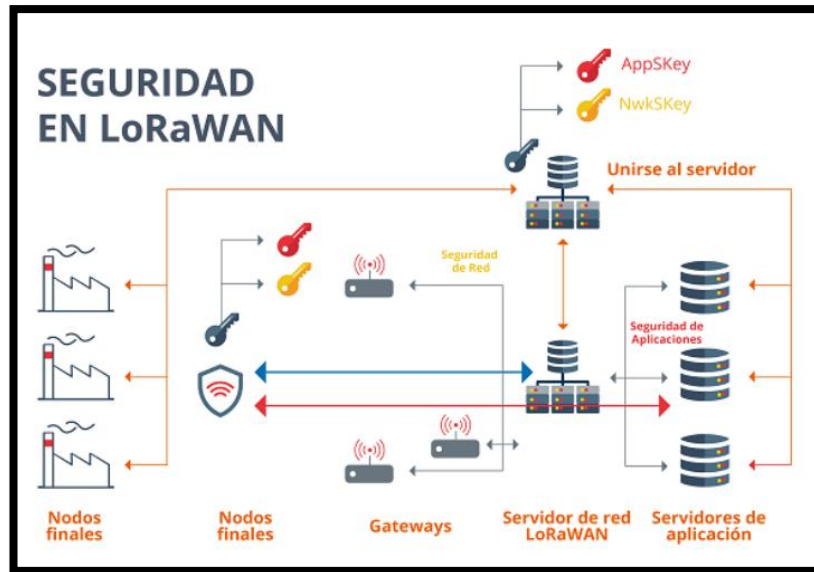 SEGURIDAD
EN LoRaWAN
AppSKey
NwkSKey
Unirse al servidor
Seguridad
de Red
Seguridad de
Aplicaciones
Nodos
finales
Nodos
finales
Gateways
Servidor de red
LoRaWAN
Servidores de
aplicación